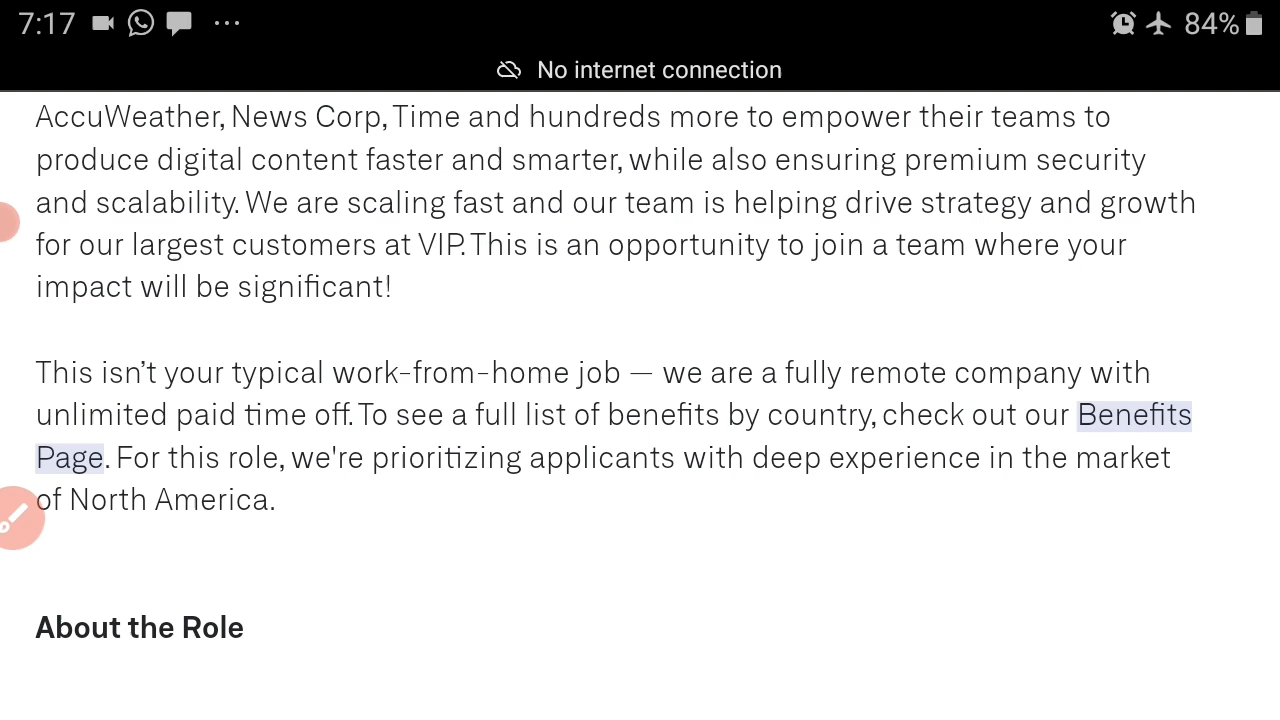 7:17
84%
No internet connection
AccuWeather, News Corp, Time and hundreds more to empower their teams to
produce digital content faster and smarter, while also ensuring premium security
and scalability. We are scaling fast and our team is helping drive strategy and growth
for our largest customers at VIP. This is an opportunity to join a team where your
impact will be significant!
This isn’t your typical work-from-home job — we are a fully remote company with
unlimited paid time off. To see a full list of benefits by country, check out our Benefits
Page. For this role, we're prioritizing applicants with deep experience in the market
of North America.
About the Role